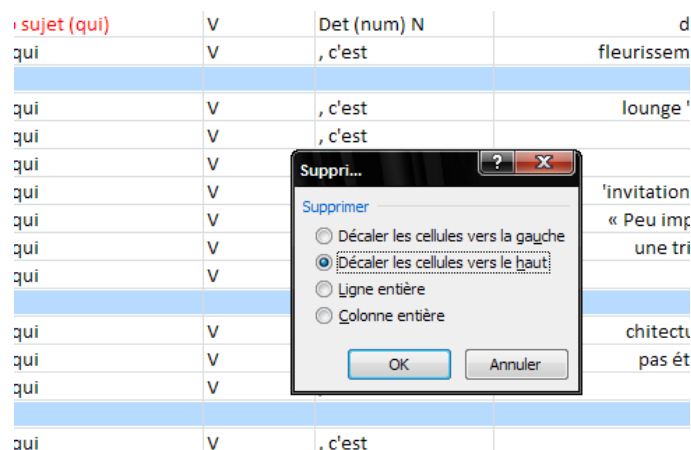 sujet (qui) V Det (num) N d
qui V , c'est fleurissem
qui V , c'est lounge '
qui V , c'est
qui V
qui V 'invitation
qui V « Peu imp
qui V une tri
qui V
qui V chitectu
qui V pas ét
qui V
qui V , c'est
Suppri...
Supprimer
Décaler les cellules vers la gauche
Décaler les cellules vers le haut
Ligne entière
Colonne entière
OK Annuler